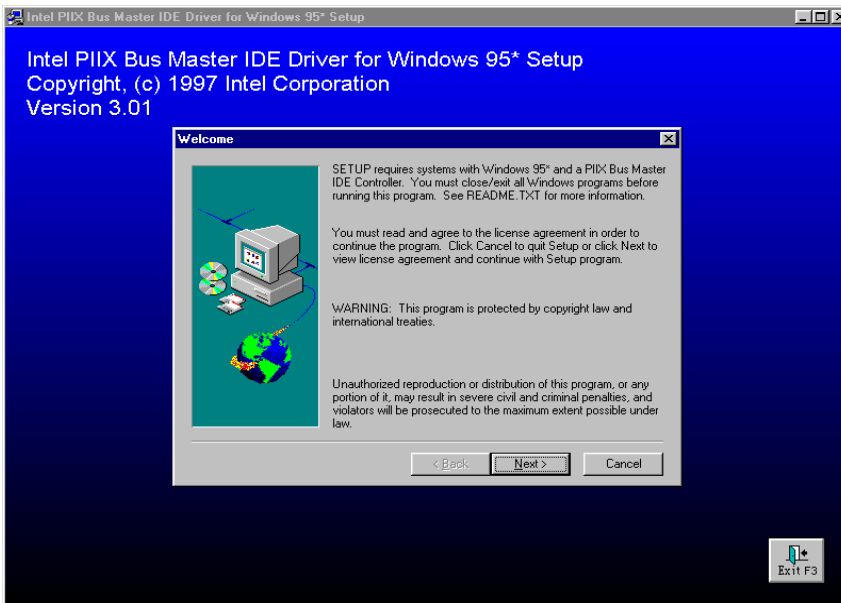 Intel PIIX Bus Master IDE Driver for Windows 95* Setup
Intel PIIX Bus Master IDE Driver for Windows 95* Setup
Copyright, (c) 1997 Intel Corporation
Version 3.01
Welcome
SETUP requires systems with Windows 95* and a PIIX Bus Master
IDE Controller. You must close/exit all Windows programs before
running this program. See README.TXT for more information.
You must read and agree to the license agreement in order to
continue the program. Click Cancel to quit Setup or click Next to
view license agreement and continue with Setup program.
WARNING: This program is protected by copyright law and
international treaties.
Unauthorized reproduction or distribution of this program, or any
portion of it, may result in severe civil and criminal penalties, and
violators will be prosecuted to the maximum extent possible under
law.
< Back
Next >
Cancel
Exit F3